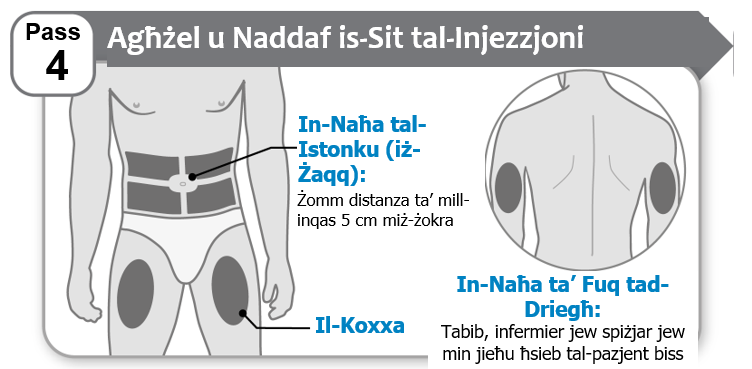 Pass
4
Agħżel u Naddaf is-Sit tal-Injezzjoni
In-Naħa tal-
Istonku (iż-
Żaqq):
Żomm distanza ta’ mill-
inqas 5 cm miż-żokra
Il-Koxxa
In-Naħa ta’ Fuq tad-
Driegħ:
Tabib, infermier jew spiżjar jew
min jieħu ħsieb tal-pazjent biss